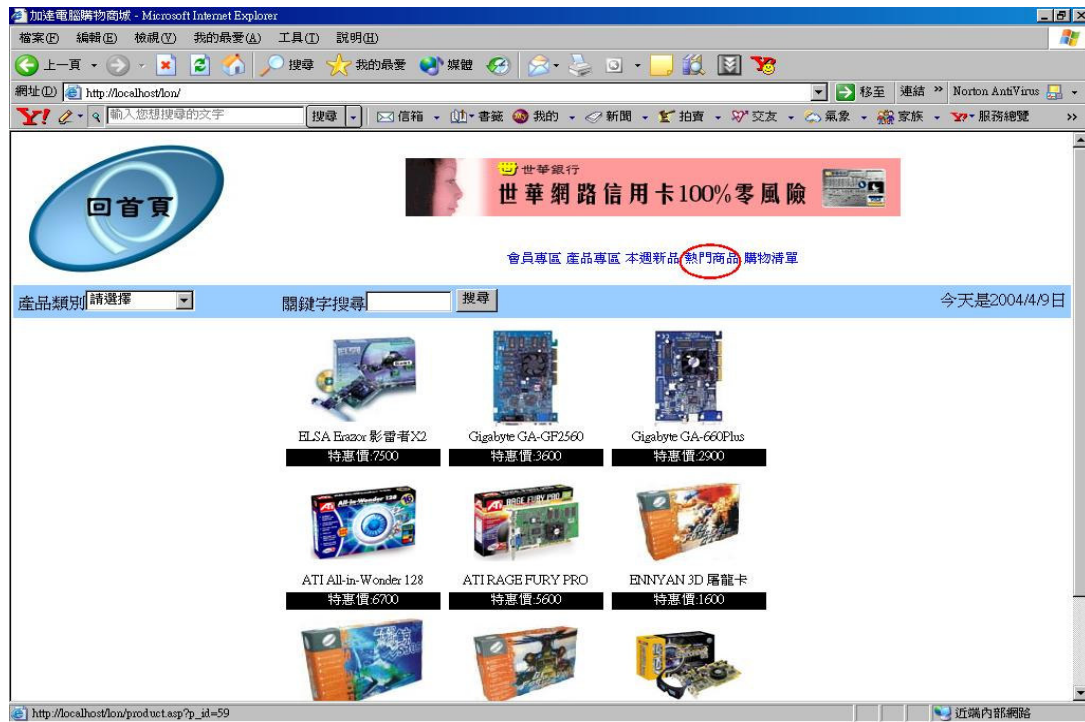 加達電腦購物商城 - Microsoft Internet Explorer
檔案(F) 編輯(E) 檢視(V) 我的最愛(A) 工具(T) 說明(H)
上一頁 搜尋 我的最愛 媒體
網址(D) http://localhost/lon/ 移至 連結 » Norton AntiVirus
Y! 輸入您想搜尋的文字 搜尋 信箱 書籤 我的 新聞 拍賣 交友 氣象 家族 服務總覽 »
世華銀行
世華網路信用卡100%零風險
回首頁
會員專區 產品專區 本週新品 熱門商品 購物清單
產品類別 請選擇 關鍵字搜尋 搜尋 今天是2004/4/9日
ELSA Erazor 影雷者X2 Gigabyte GA-GF2560 Gigabyte GA-660Plus
特惠價:7500 特惠價:3600 特惠價:2900
All-in-Wonder 128 ATI RAGE FURY PRO
ATI All-in-Wonder 128 ATI RAGE FURY PRO ENNYAN 3D 屠龍卡
特惠價:6700 特惠價:5600 特惠價:1600
http://localhost/lon/product.asp?p_id=59 近端內部網路